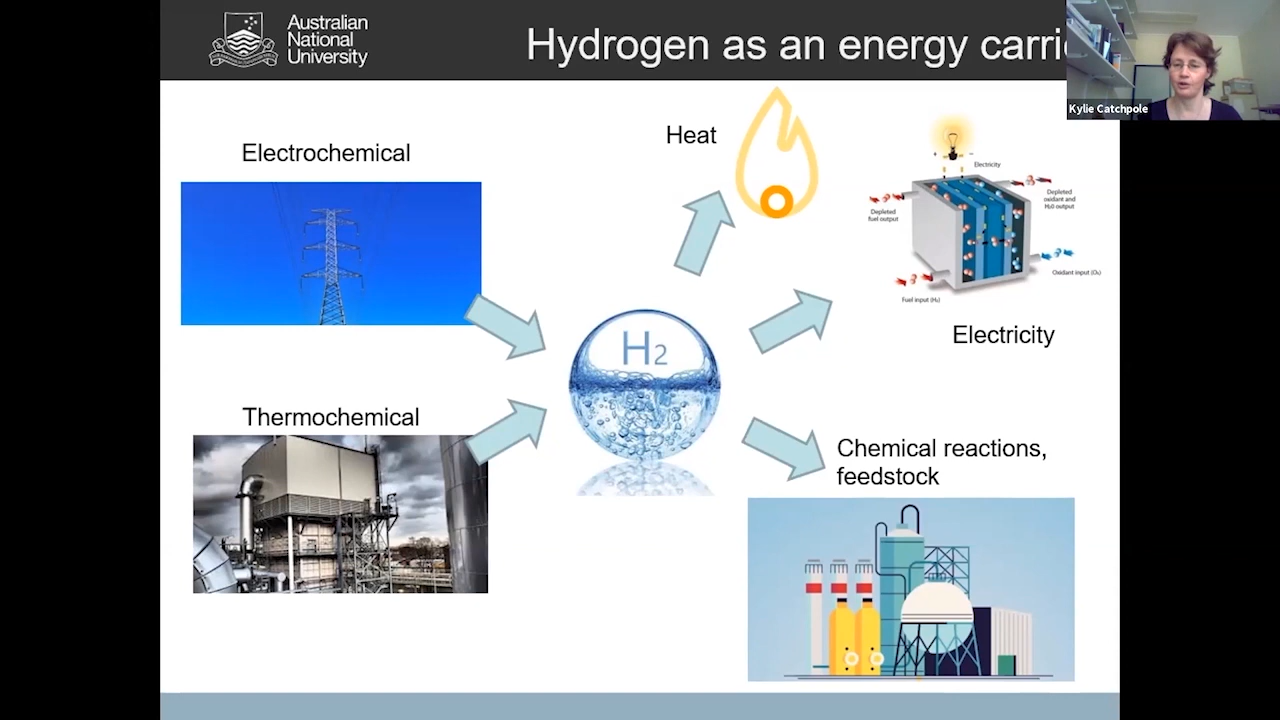 Australian
National
University
Hydrogen as an energy carri
Kylie Catchpole
Electrochemical
Heat
+ −
Electricity
Depleted
fuel output
Depleted
oxidant and
H₂O output
Oxidant input (O₂)
Fuel input (H₂)
Electricity
H2
Thermochemical
Chemical reactions,
feedstock